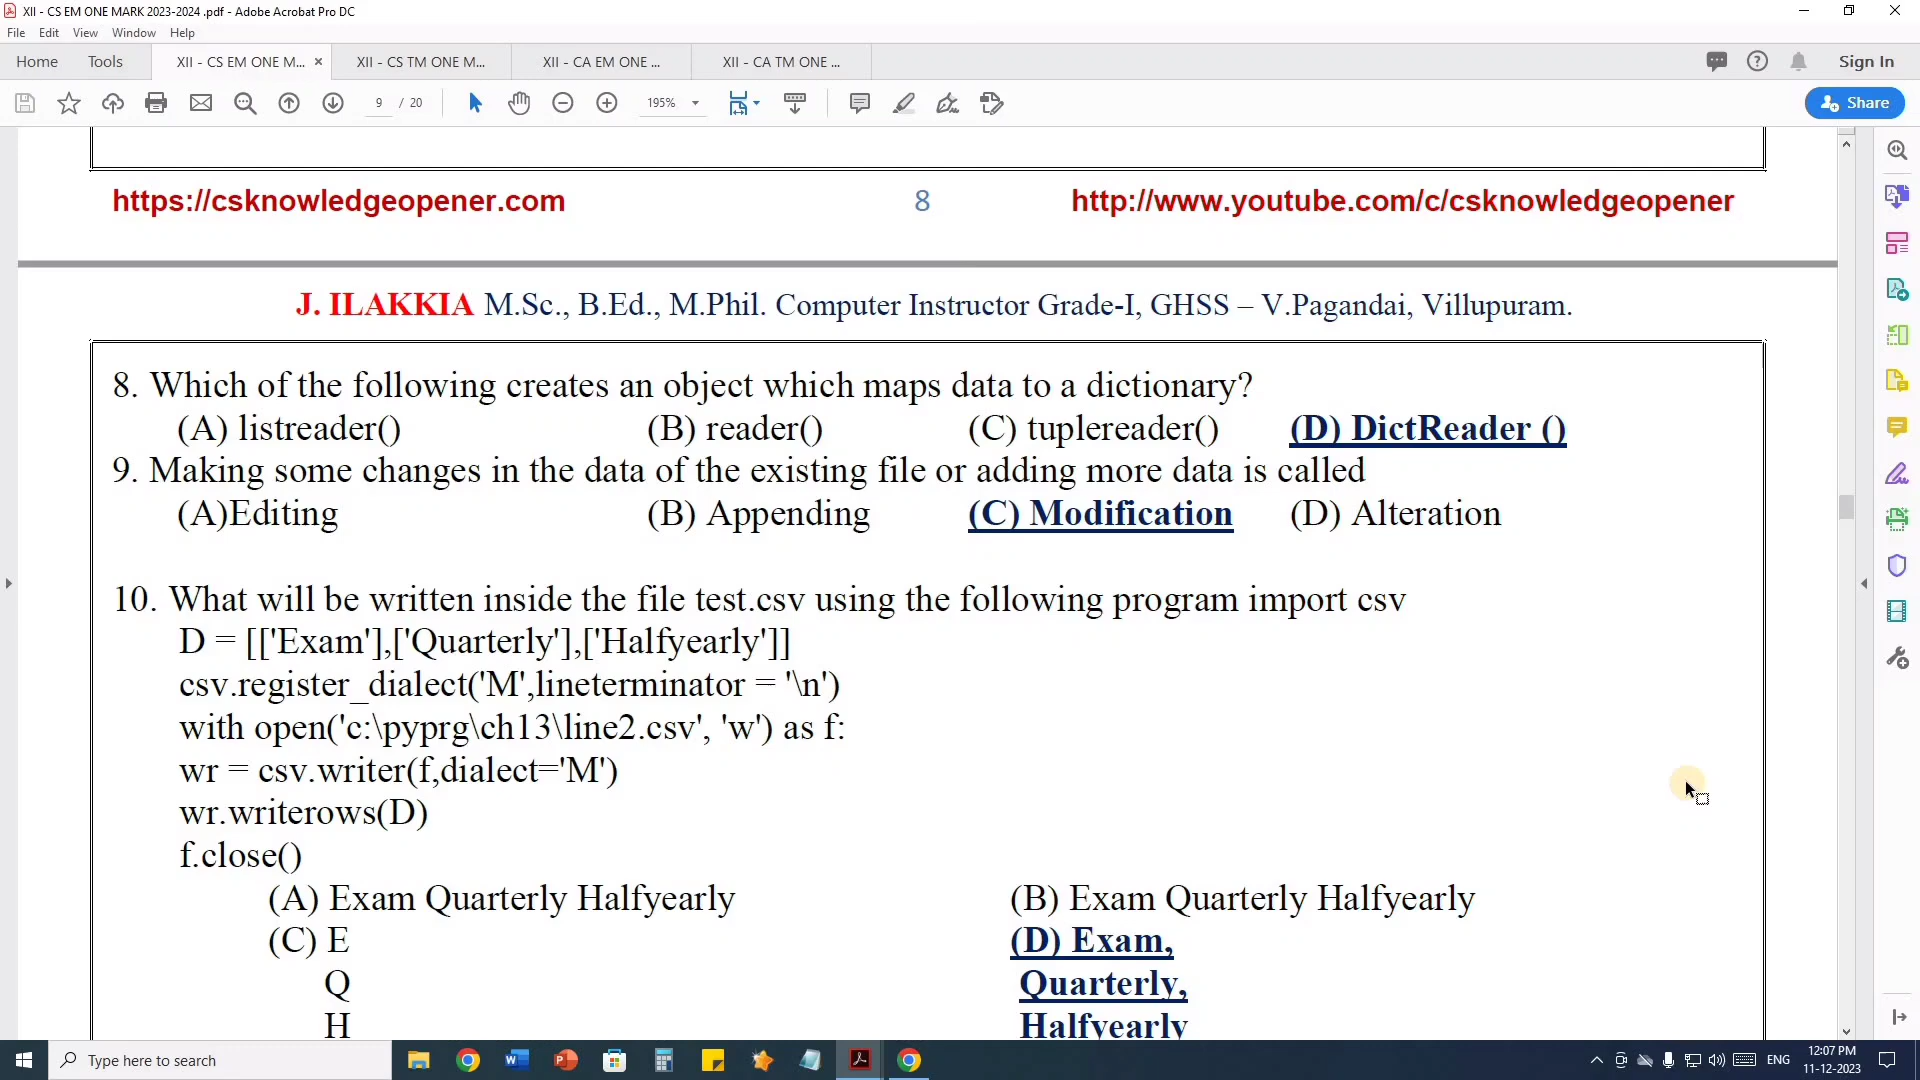 XII - CS EM ONE MARK 2023-2024 .pdf - Adobe Acrobat Pro DC
File Edit View Window Help
Home Tools XII - CS EM ONE M... × XII - CS TM ONE M... XII - CA EM ONE ... XII - CA TM ONE ... Sign In
9 / 20 195% Share
https://csknowledgeopener.com 8 http://www.youtube.com/c/csknowledgeopener
J. ILAKKIA M.Sc., B.Ed., M.Phil. Computer Instructor Grade-I, GHSS – V.Pagandai, Villupuram.
8. Which of the following creates an object which maps data to a dictionary?
(A) listreader() (B) reader() (C) tuplereader() (D) DictReader ()
9. Making some changes in the data of the existing file or adding more data is called
(A)Editing (B) Appending (C) Modification (D) Alteration
10. What will be written inside the file test.csv using the following program import csv
D = [['Exam'],['Quarterly'],['Halfyearly']]
csv.register_dialect('M',lineterminator = '\n')
with open('c:\pyprg\ch13\line2.csv', 'w') as f:
wr = csv.writer(f,dialect='M')
wr.writerows(D)
f.close()
(A) Exam Quarterly Halfyearly (B) Exam Quarterly Halfyearly
(C) E (D) Exam,
Q Quarterly,
H Halfyearly
Type here to search ENG 12:07 PM
11-12-2023